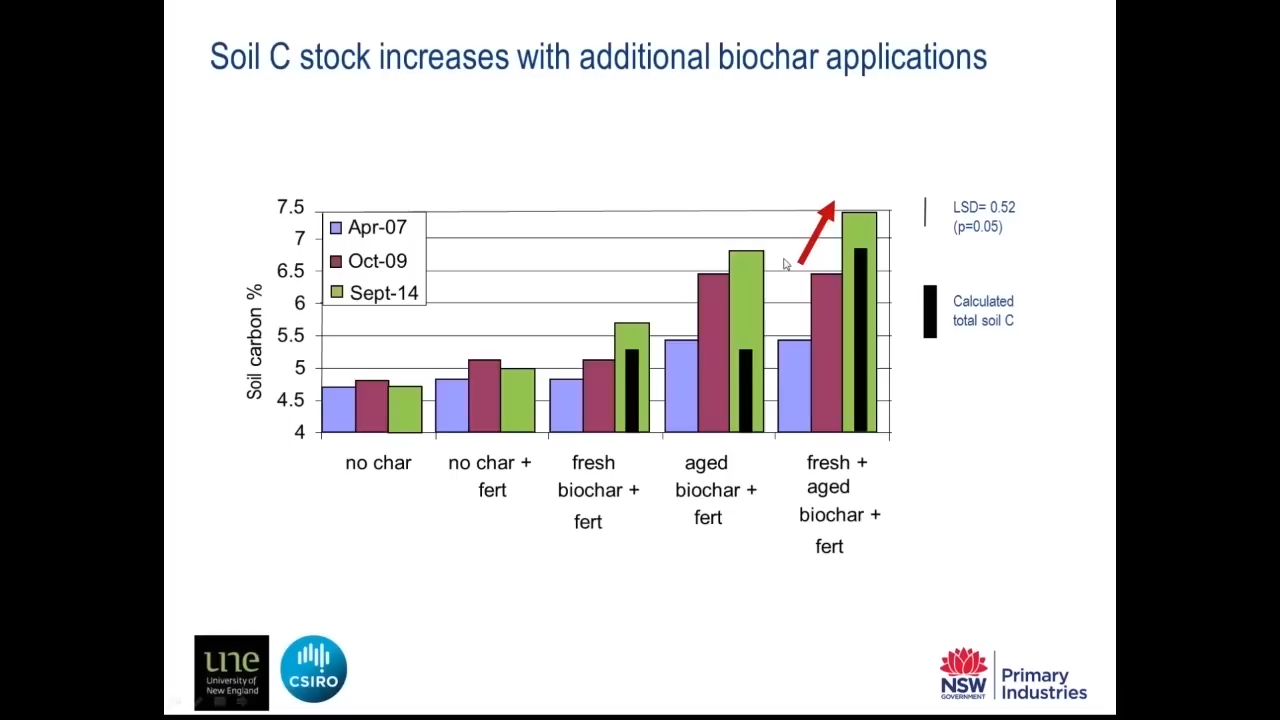 Soil C stock increases with additional biochar applications
7.5
7
6.5
6
5.5
5
4.5
4
Soil carbon %
Apr-07
Oct-09
Sept-14
LSD= 0.52
(p=0.05)
Calculated
total soil C
no char
no char +
fert
fresh
biochar +
fert
aged
biochar +
fert
fresh +
aged
biochar +
fert
une
University of
New England
CSIRO
NSW
GOVERNMENT
Primary
Industries